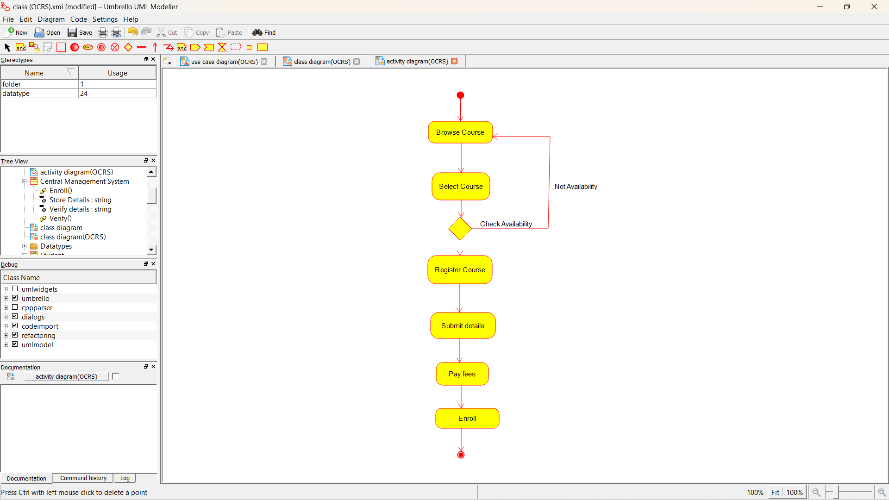 class (OCRS).xmi [modified] – Umbrello UML Modeller
File Edit Diagram Code Settings Help
New Open Save Cut Copy Paste Find
Stereotypes
Name Usage
folder 1
datatype 24
Tree View
activity diagram(OCRS)
Central Management System
Enroll()
Store Details : string
Verify details : string
Verify()
class diagram
class diagram(OCRS)
Datatypes
Student
Debug
Class Name
umlwidgets
umbrello
cppparser
dialogs
codeimport
refactoring
umlmodel
Documentation
activity diagram(OCRS)
Documentation Command history Log
Press Ctrl with left mouse click to delete a point
use case diagram(OCRS) class diagram(OCRS) activity diagram(OCRS)
Browse Course
Select Course
Not Availability
Check Availability
Register Course
Submit details
Pay fees
Enroll
100% Fit 100%